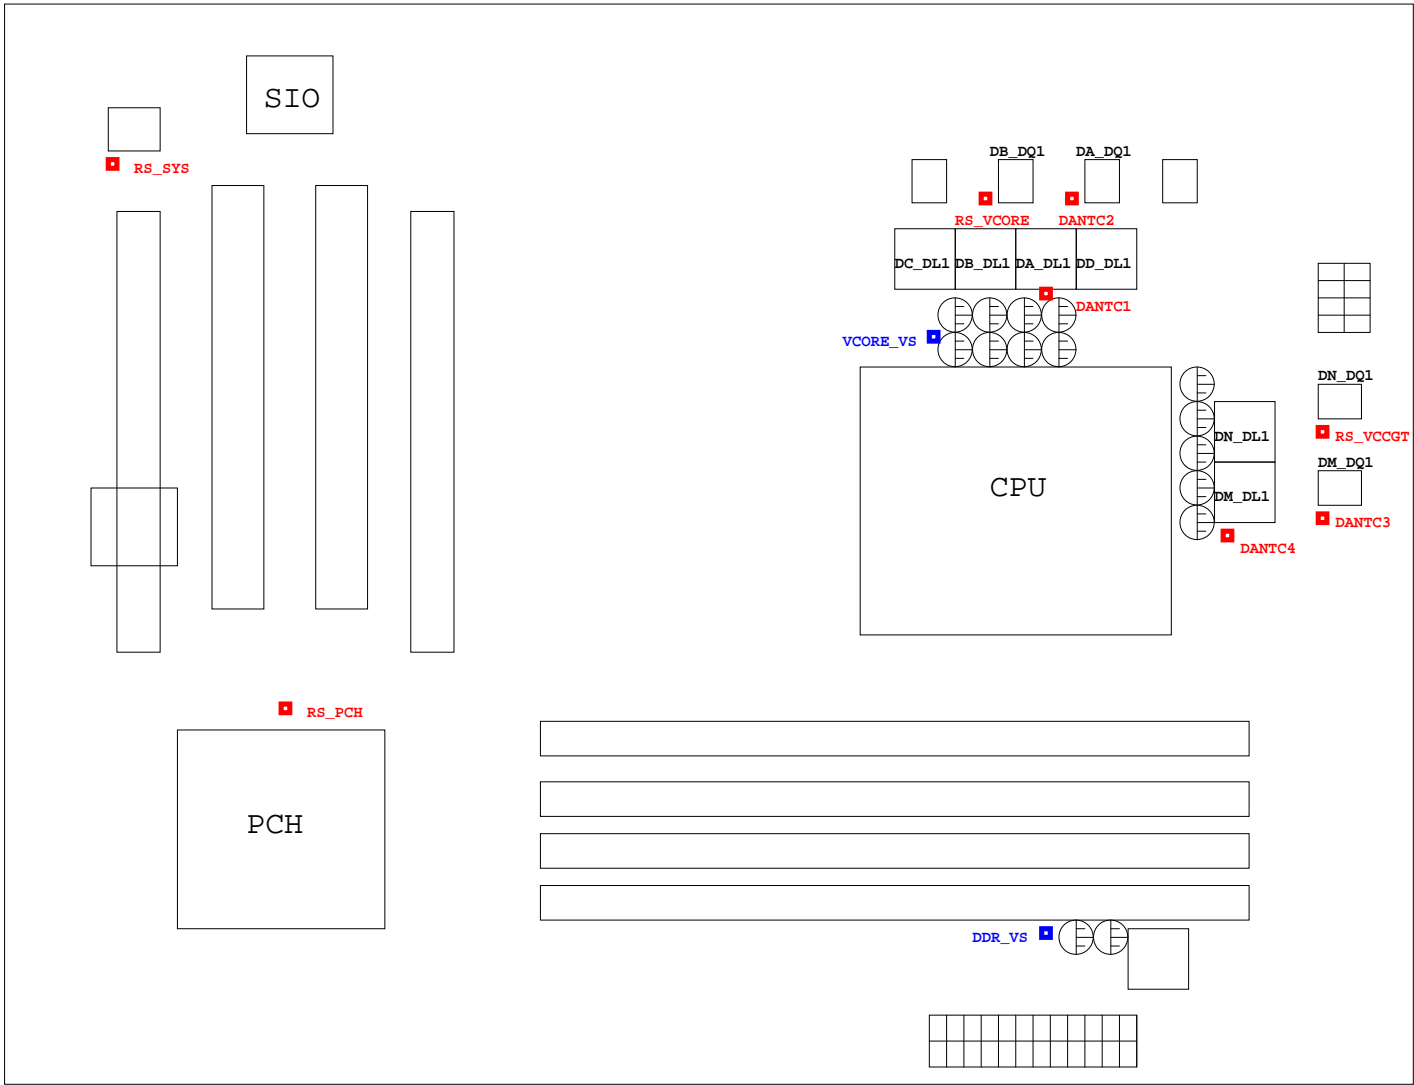 SIO
RS_SYS
DB_DQ1
DA_DQ1
RS_VCORE
DANTC2
DC_DL1
DB_DL1
DA_DL1
DD_DL1
DANTC1
VCORE_VS
DN_DQ1
RS_VCCGT
DN_DL1
DM_DQ1
CPU
DM_DL1
DANTC3
DANTC4
RS_PCH
PCH
DDR_VS